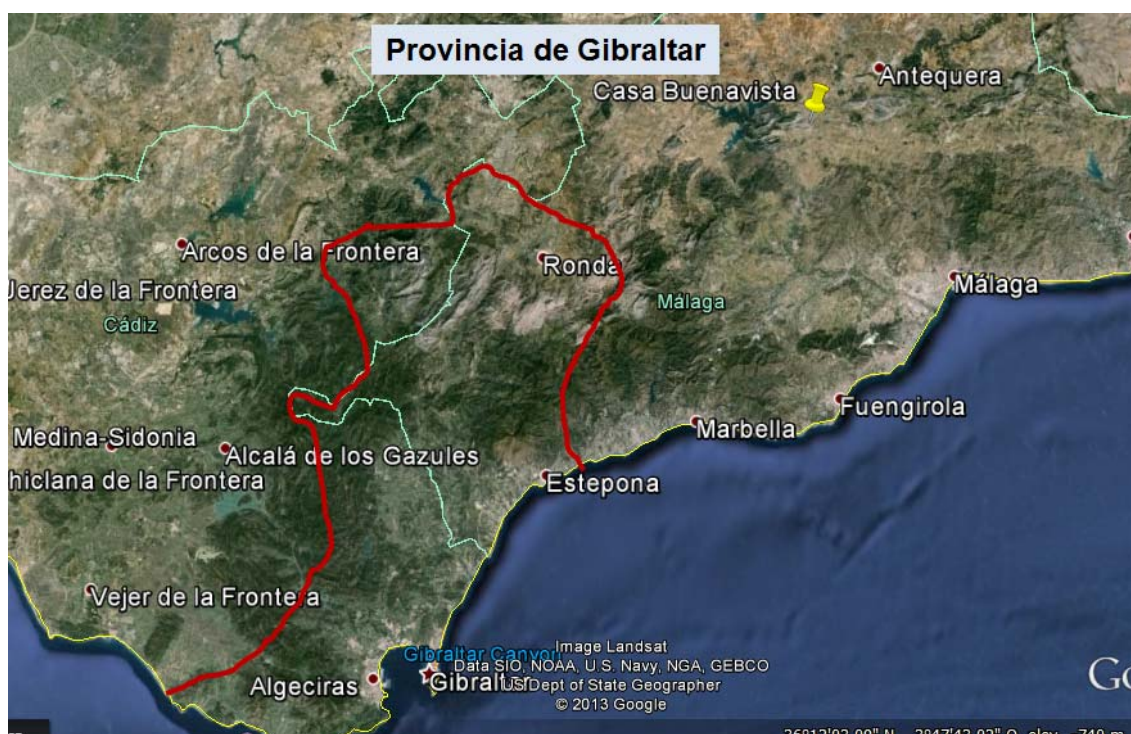 Provincia de Gibraltar
Antequera
Casa Buenavista
Arcos de la Frontera
Ronda
Málaga
Jerez de la Frontera
Málaga
Cádiz
Fuengirola
Marbella
Medina-Sidonia
Alcalá de los Gazules
hiclana de la Frontera
Estepona
Vejer de la Frontera
Gibraltar Canyon
Image Landsat
Data SIO, NOAA, U.S. Navy, NGA, GEBCO
Algeciras
Gibraltar
US Dept of State Geographer
© 2013 Google
Go